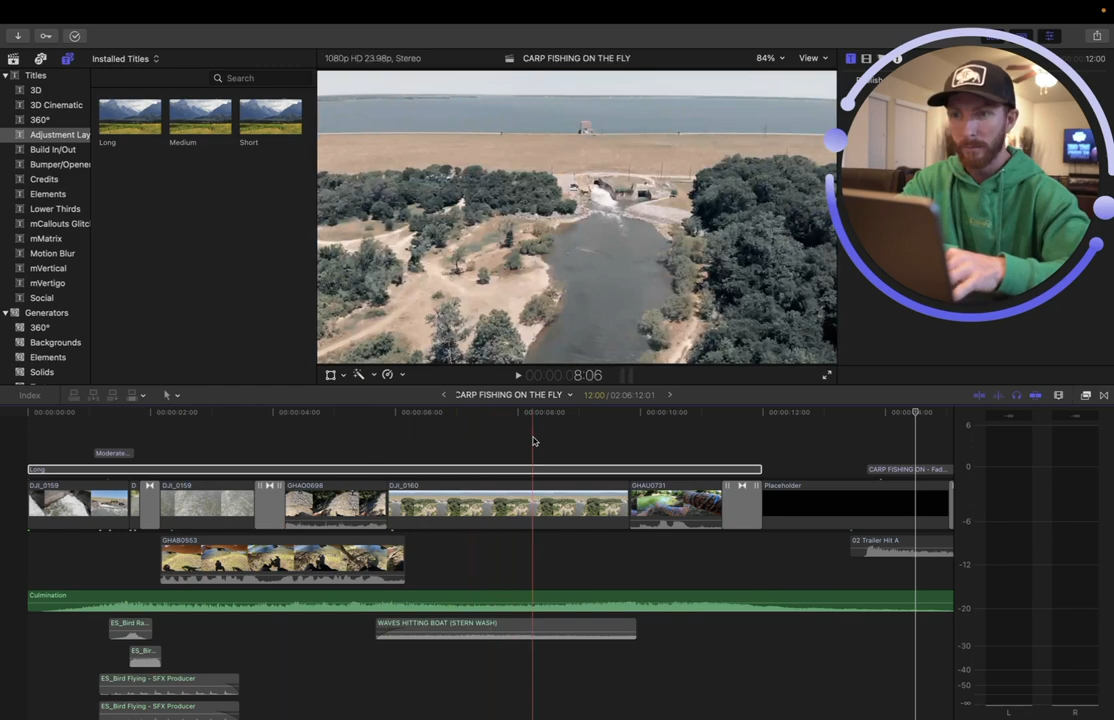 Installed Titles
1080p HD 23.98p, Stereo
CARP FISHING ON THE FLY
84%
View
12:00
Titles
3D
3D Cinematic
360°
Adjustment Lay
Build In/Out
Bumper/Opene
Credits
Elements
Lower Thirds
mCallouts Glitc
mMatrix
Motion Blur
mVertical
mVertigo
Social
Generators
360°
Backgrounds
Elements
Solids
Search
Long
Medium
Short
00:00:00:08:06
Index
CARP FISHING ON THE FLY
12:00 / 02:06:12:01
00:00:00:00
00:00:02:00
00:00:04:00
00:00:06:00
00:00:08:00
00:00:10:00
00:00:12:00
Moderate...
Long
CARP FISHING ON - Fad...
DJI_0159
D
DJI_0159
GHAO0698
DJI_0160
GHAU0731
Placeholder
GHAB0553
02 Trailer Hit A
Culmination
ES_Bird Ra...
WAVES HITTING BOAT (STERN WASH)
ES_Bir...
ES_Bird Flying - SFX Producer
ES_Bird Flying - SFX Producer
-∞
-∞
6
0
-6
-12
-20
-30
-40
-50
-∞
L
R